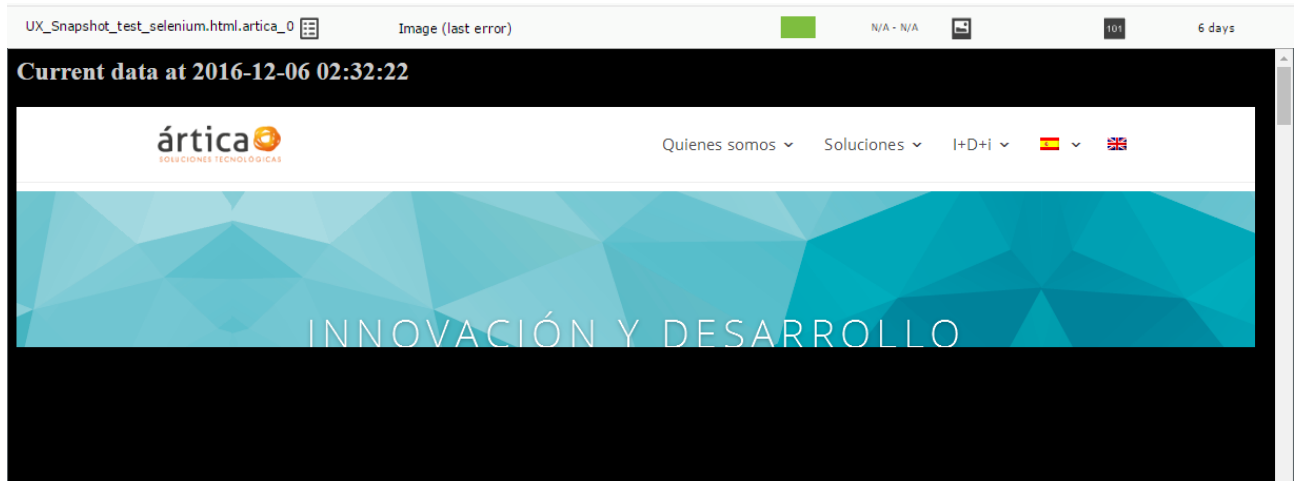 UX_Snapshot_test_selenium.html.artica_0 Image (last error) N/A - N/A 101 6 days
Current data at 2016-12-06 02:32:22
ártica
SOLUCIONES TECNOLÓGICAS
Quienes somos Soluciones I+D+i
INNOVACIÓN Y DESARROLLO